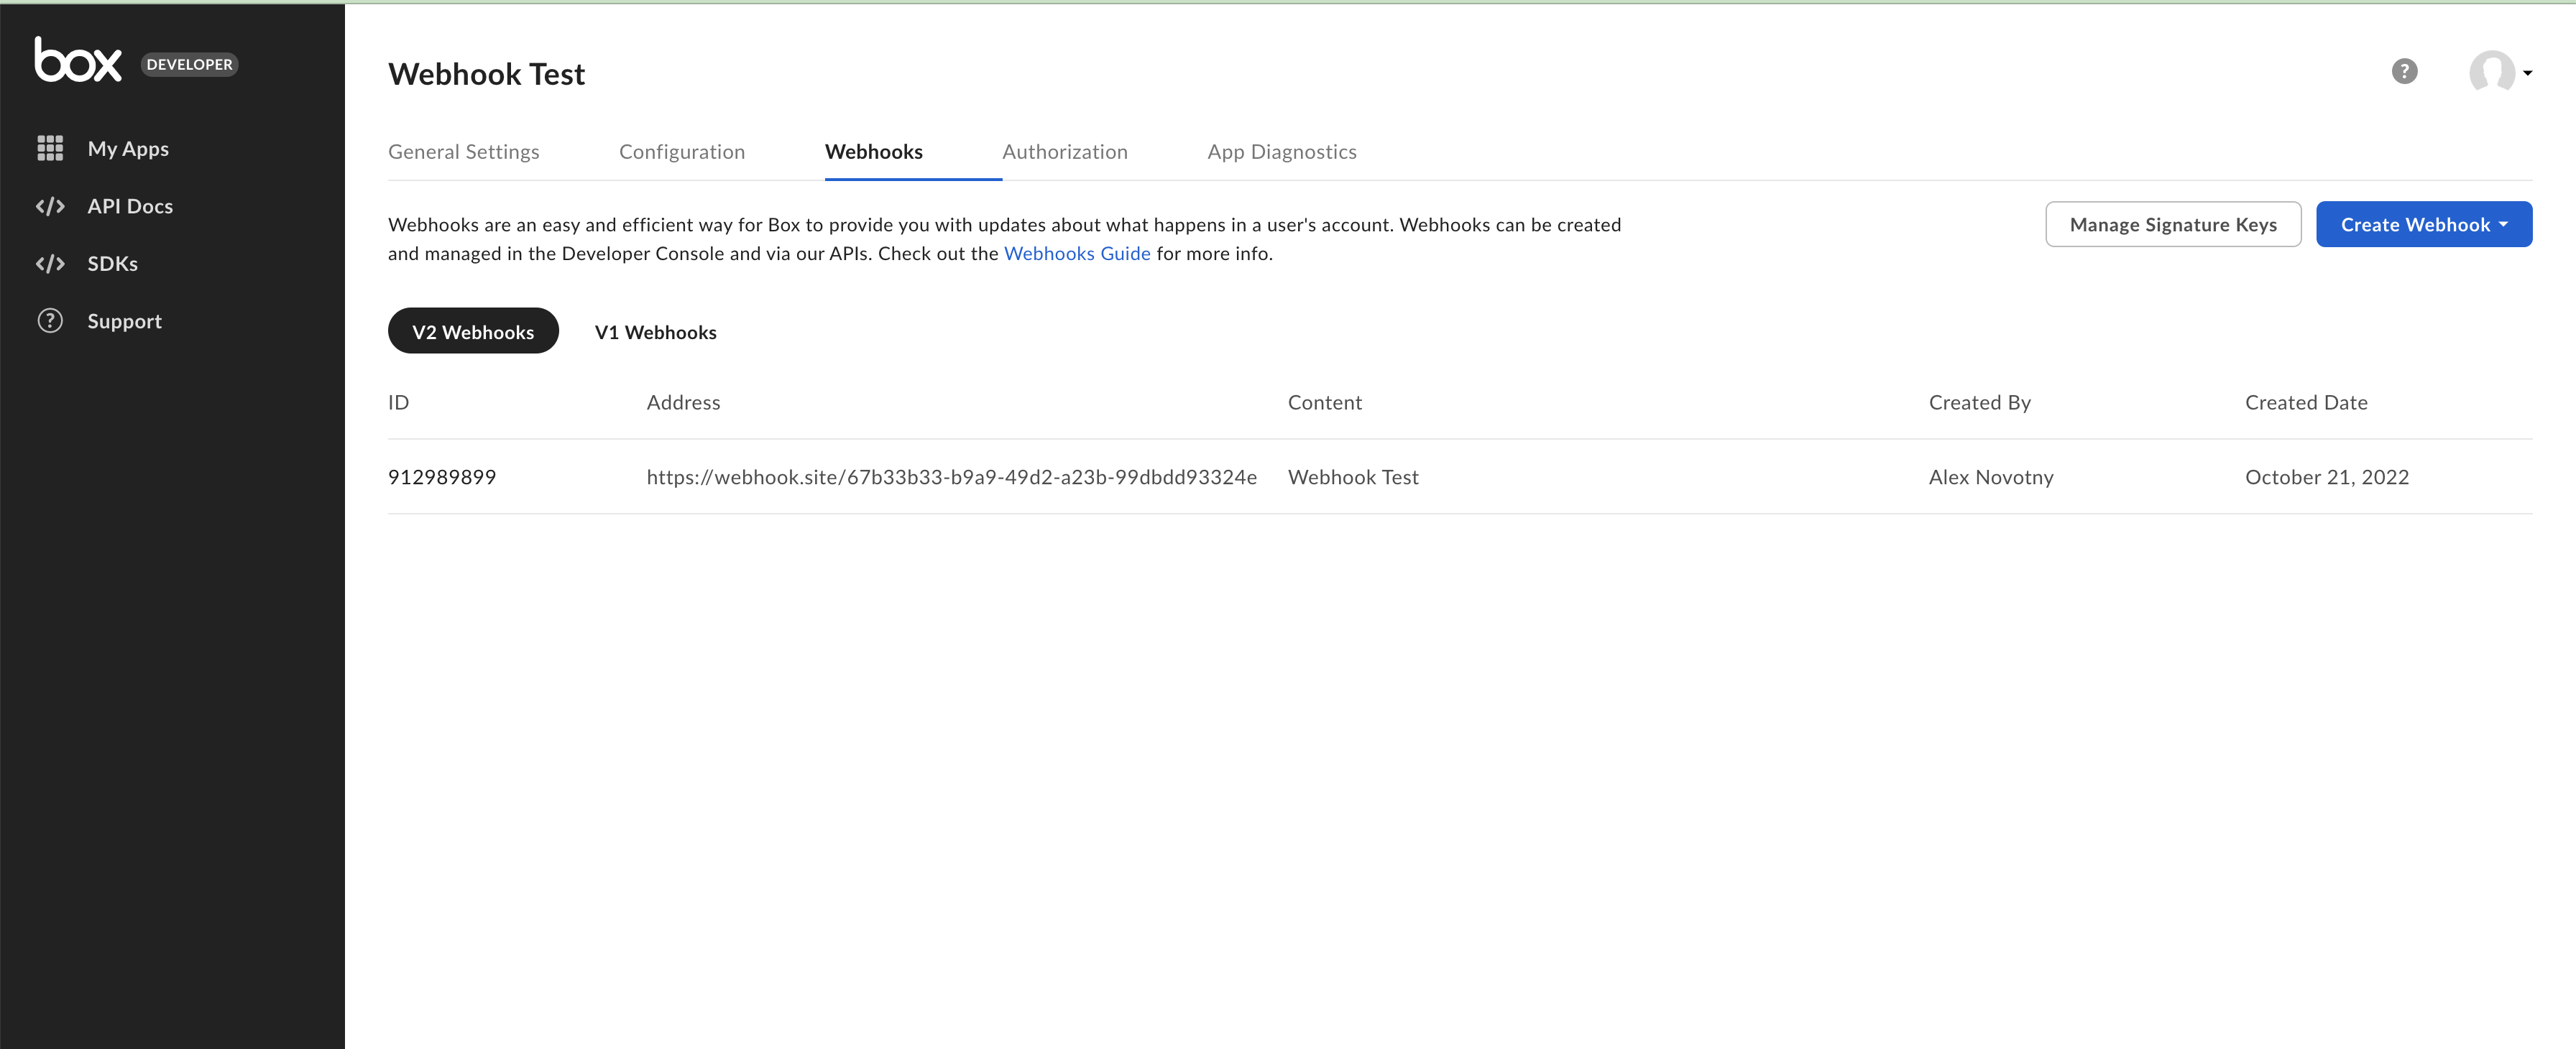 box DEVELOPER
My Apps
API Docs
SDKs
Support
Webhook Test
General Settings Configuration Webhooks Authorization App Diagnostics
Webhooks are an easy and efficient way for Box to provide you with updates about what happens in a user's account. Webhooks can be created
and managed in the Developer Console and via our APIs. Check out the Webhooks Guide for more info.
Manage Signature Keys Create Webhook
V2 Webhooks V1 Webhooks
ID Address Content Created By Created Date
912989899 https://webhook.site/67b33b33-b9a9-49d2-a23b-99dbdd93324e Webhook Test Alex Novotny October 21, 2022